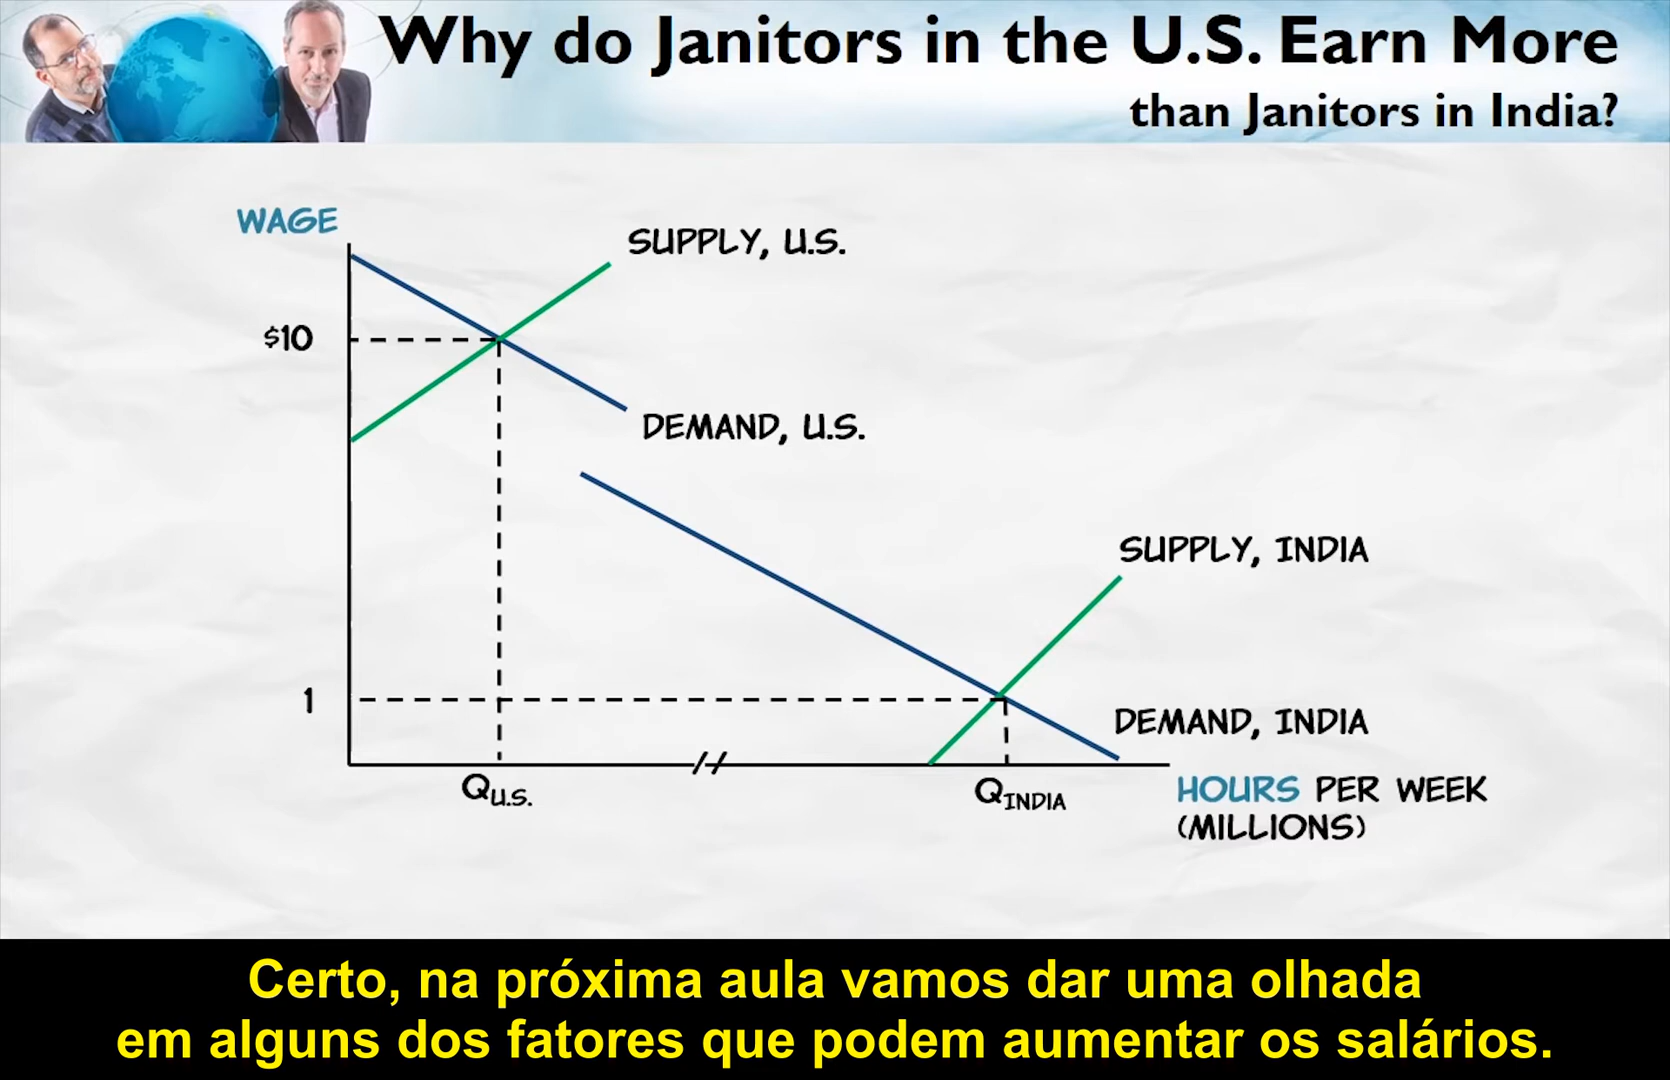 Why do Janitors in the U.S. Earn More
than Janitors in India?
WAGE
SUPPLY, U.S.
$10
DEMAND, U.S.
SUPPLY, INDIA
1
DEMAND, INDIA
QU.S.
QINDIA
HOURS PER WEEK
(MILLIONS)
Certo, na próxima aula vamos dar uma olhada
em alguns dos fatores que podem aumentar os salários.